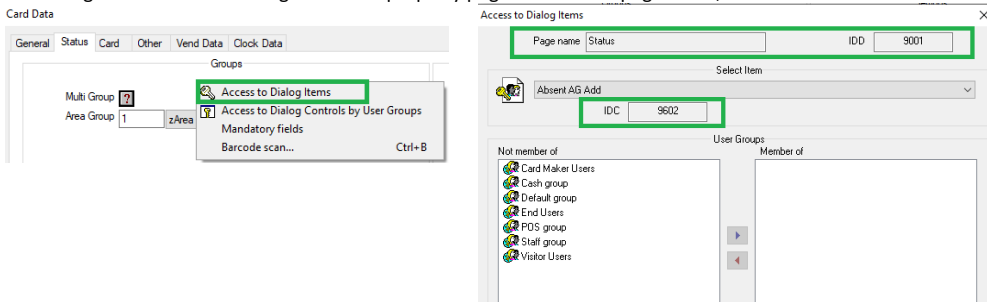 Card Data
General Status Card Other Vend Data Clock Data
Groups
Multi Group ?
Area Group 1 zArea
Access to Dialog Items
Access to Dialog Controls by User Groups
Mandatory fields
Barcode scan... Ctrl+B
Access to Dialog Items
Page name Status IDD 9001
Select Item
Absent AG Add
IDC 9602
User Groups
Not member of Member of
Card Maker Users
Cash group
Default group
End Users
POS group
Staff group
Visitor Users